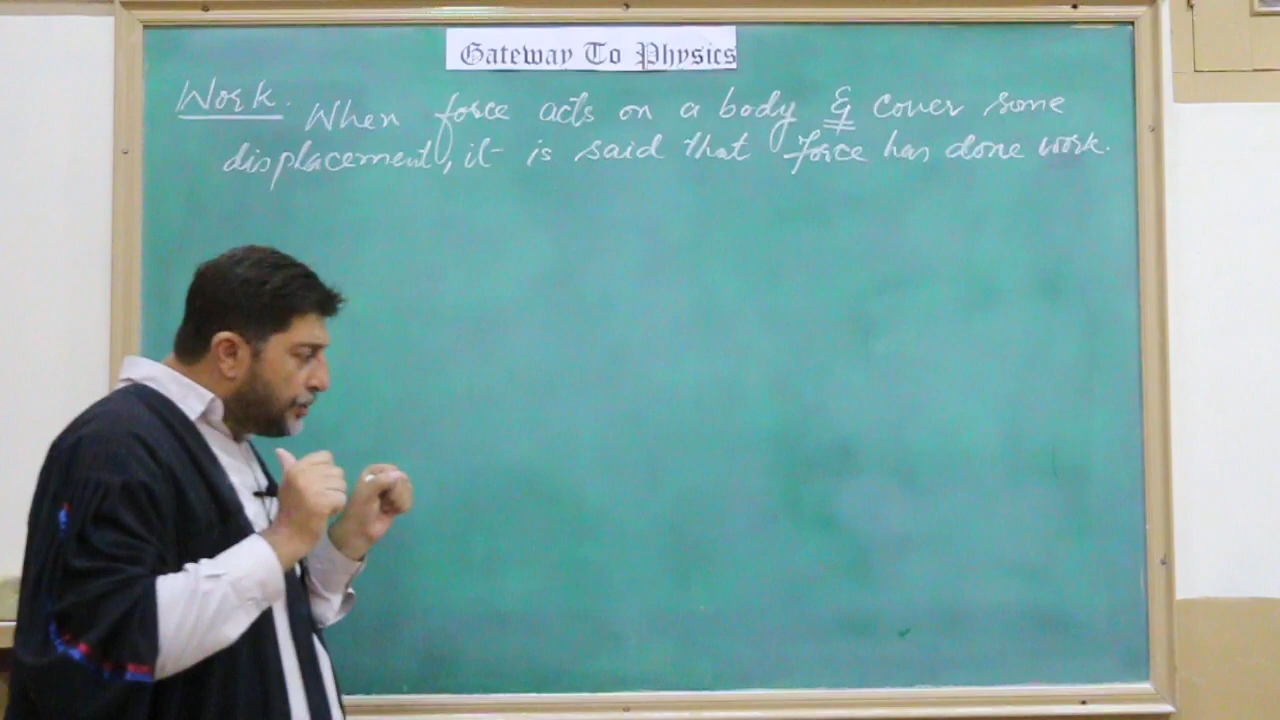 Gateway To Physics
Work. When force acts on a body & cover some
displacement, it is said that force has done work.